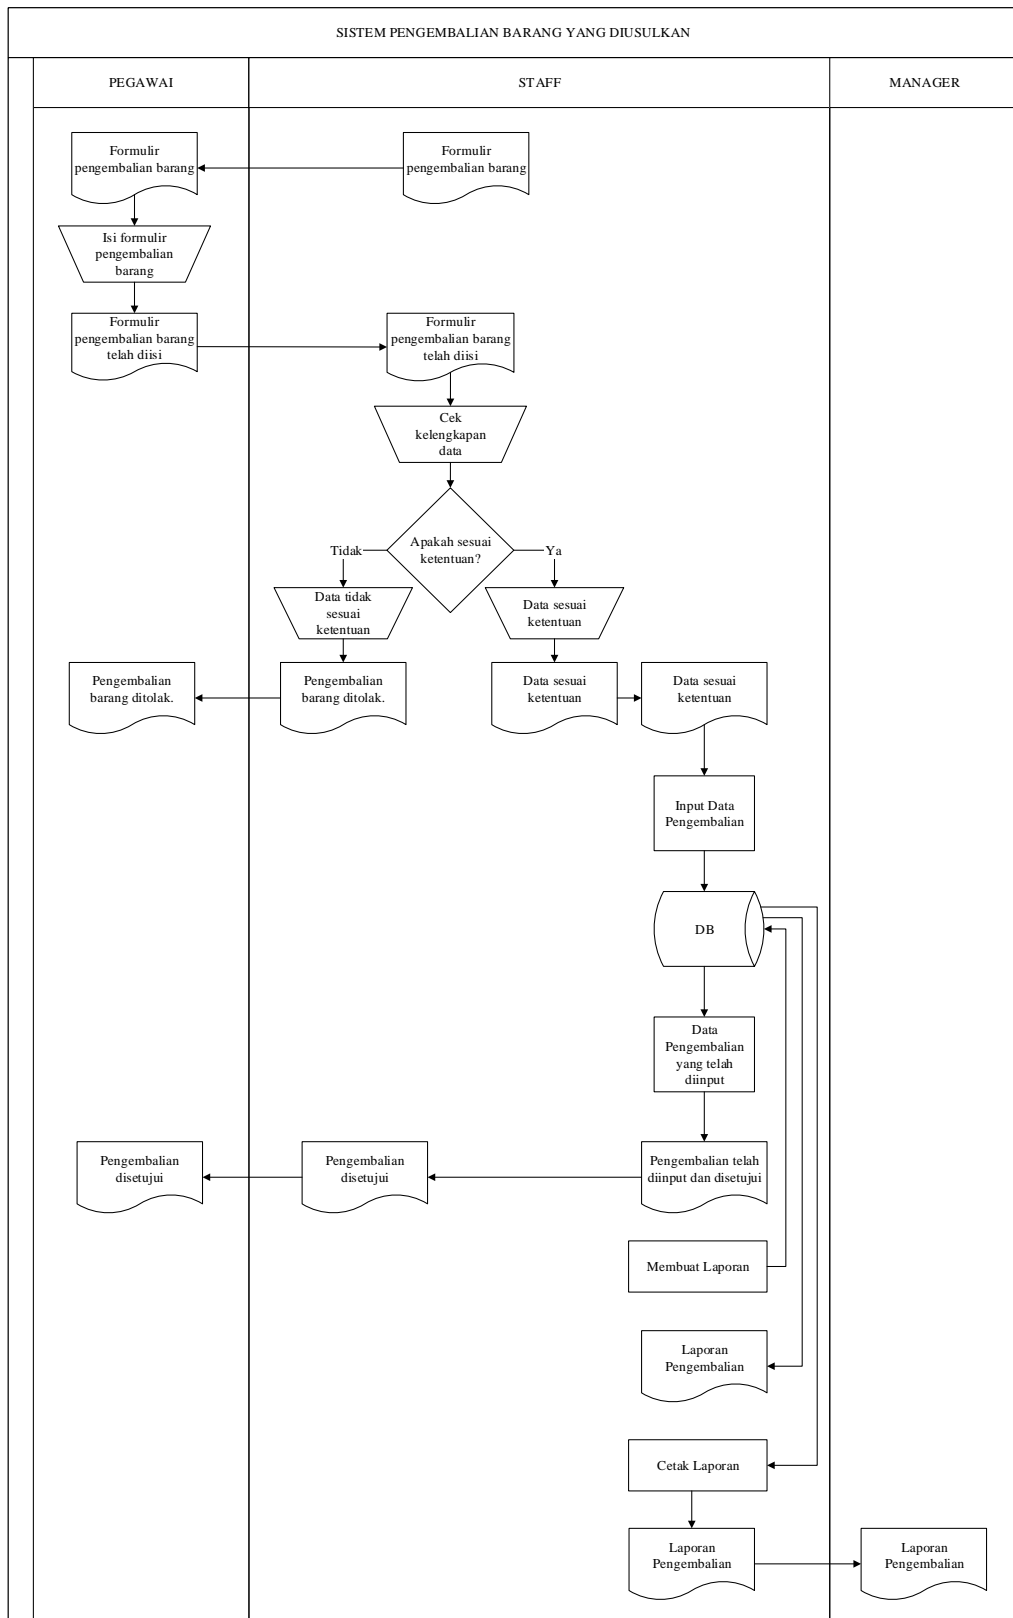 SISTEM PENGEMBALIAN BARANG YANG DIUSULKAN
PEGAWAI
STAFF
MANAGER
Formulir
pengembalian barang
Formulir
pengembalian barang
Isi formulir
pengembalian
barang
Formulir
pengembalian barang
telah diisi
Formulir
pengembalian barang
telah diisi
Cek
kelengkapan
data
Apakah sesuai
ketentuan?
Tidak
Ya
Data tidak
sesuai
ketentuan
Data sesuai
ketentuan
Pengembalian
barang ditolak.
Pengembalian
barang ditolak.
Data sesuai
ketentuan
Data sesuai
ketentuan
Input Data
Pengembalian
DB
Data
Pengembalian
yang telah
diinput
Pengembalian
disetujui
Pengembalian
disetujui
Pengembalian telah
diinput dan disetujui
Membuat Laporan
Laporan
Pengembalian
Cetak Laporan
Laporan
Pengembalian
Laporan
Pengembalian